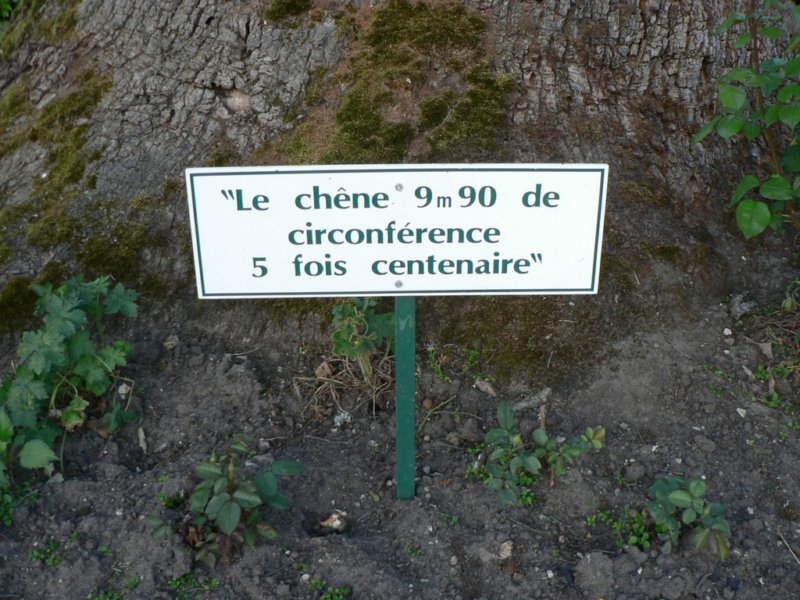 "Le chêne 9m90 de
circonférence
5 fois centenaire"